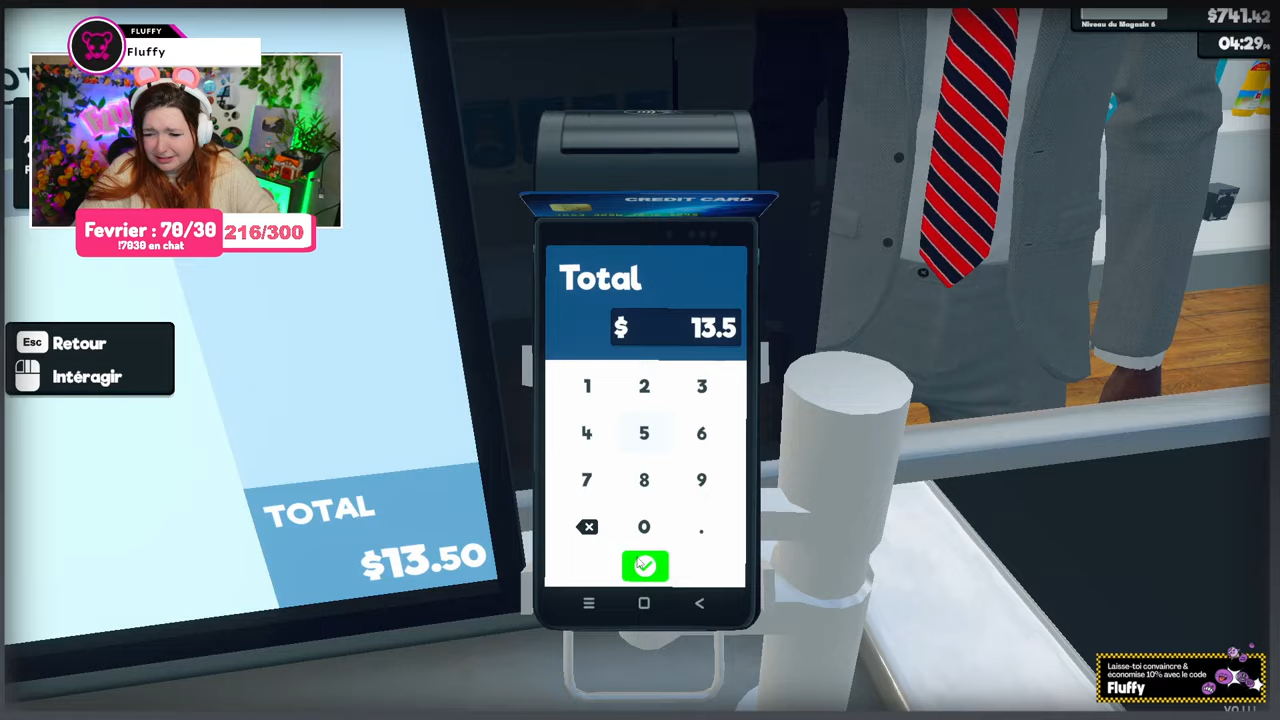 FLUFFY
Fluffy
Fevrier : 70/30
!7030 en chat
216/300
$741.42
Niveau du Magasin 6
04:29
CREDIT CARD
Total
$ 13.5
Esc Retour
Intéragir
1 2 3
4 5 6
7 8 9
0 .
TOTAL
$13.50
Laisse-toi convaincre &
économise 10% avec le code
Fluffy